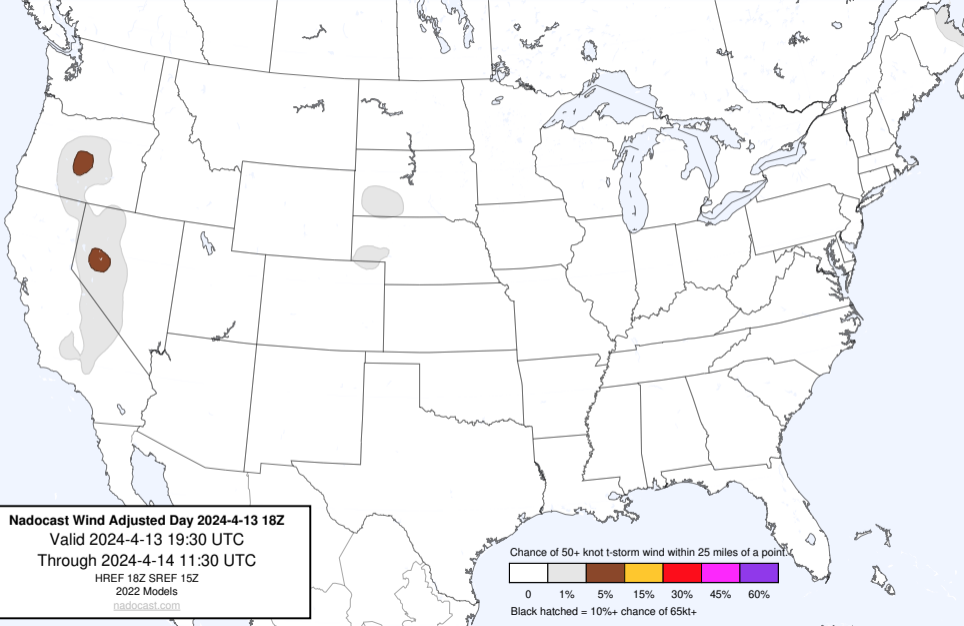 Nadocast Wind Adjusted Day 2024-4-13 18Z
Valid 2024-4-13 19:30 UTC
Through 2024-4-14 11:30 UTC
HREF 18Z SREF 15Z
2022 Models
nadocast.com
Chance of 50+ knot t-storm wind within 25 miles of a point.
0 1% 5% 15% 30% 45% 60%
Black hatched = 10%+ chance of 65kt+